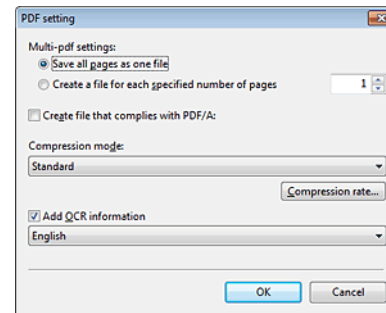 PDF setting
Multi-pdf settings:
Save all pages as one file
Create a file for each specified number of pages 1
Create file that complies with PDF/A:
Compression mode:
Standard
Compression rate...
Add OCR information
English
OK Cancel